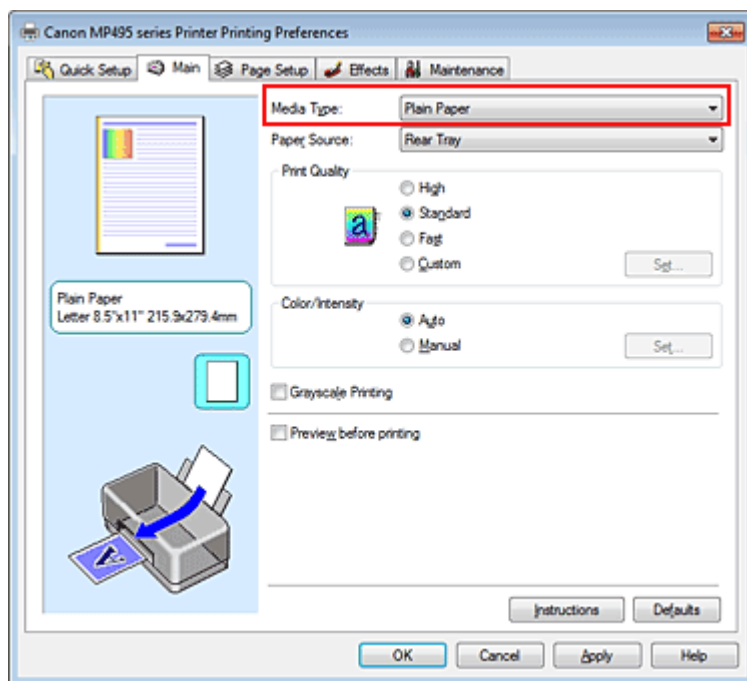 Canon MP495 series Printer Printing Preferences
Quick Setup Main Page Setup Effects Maintenance
Media Type: Plain Paper
Paper Source: Rear Tray
Print Quality
High
a Standard
Fast
Custom Set...
Plain Paper
Letter 8.5"x11" 215.9x279.4mm
Color/Intensity
Auto
Manual Set...
Grayscale Printing
Preview before printing
A
Instructions Defaults
OK Cancel Apply Help